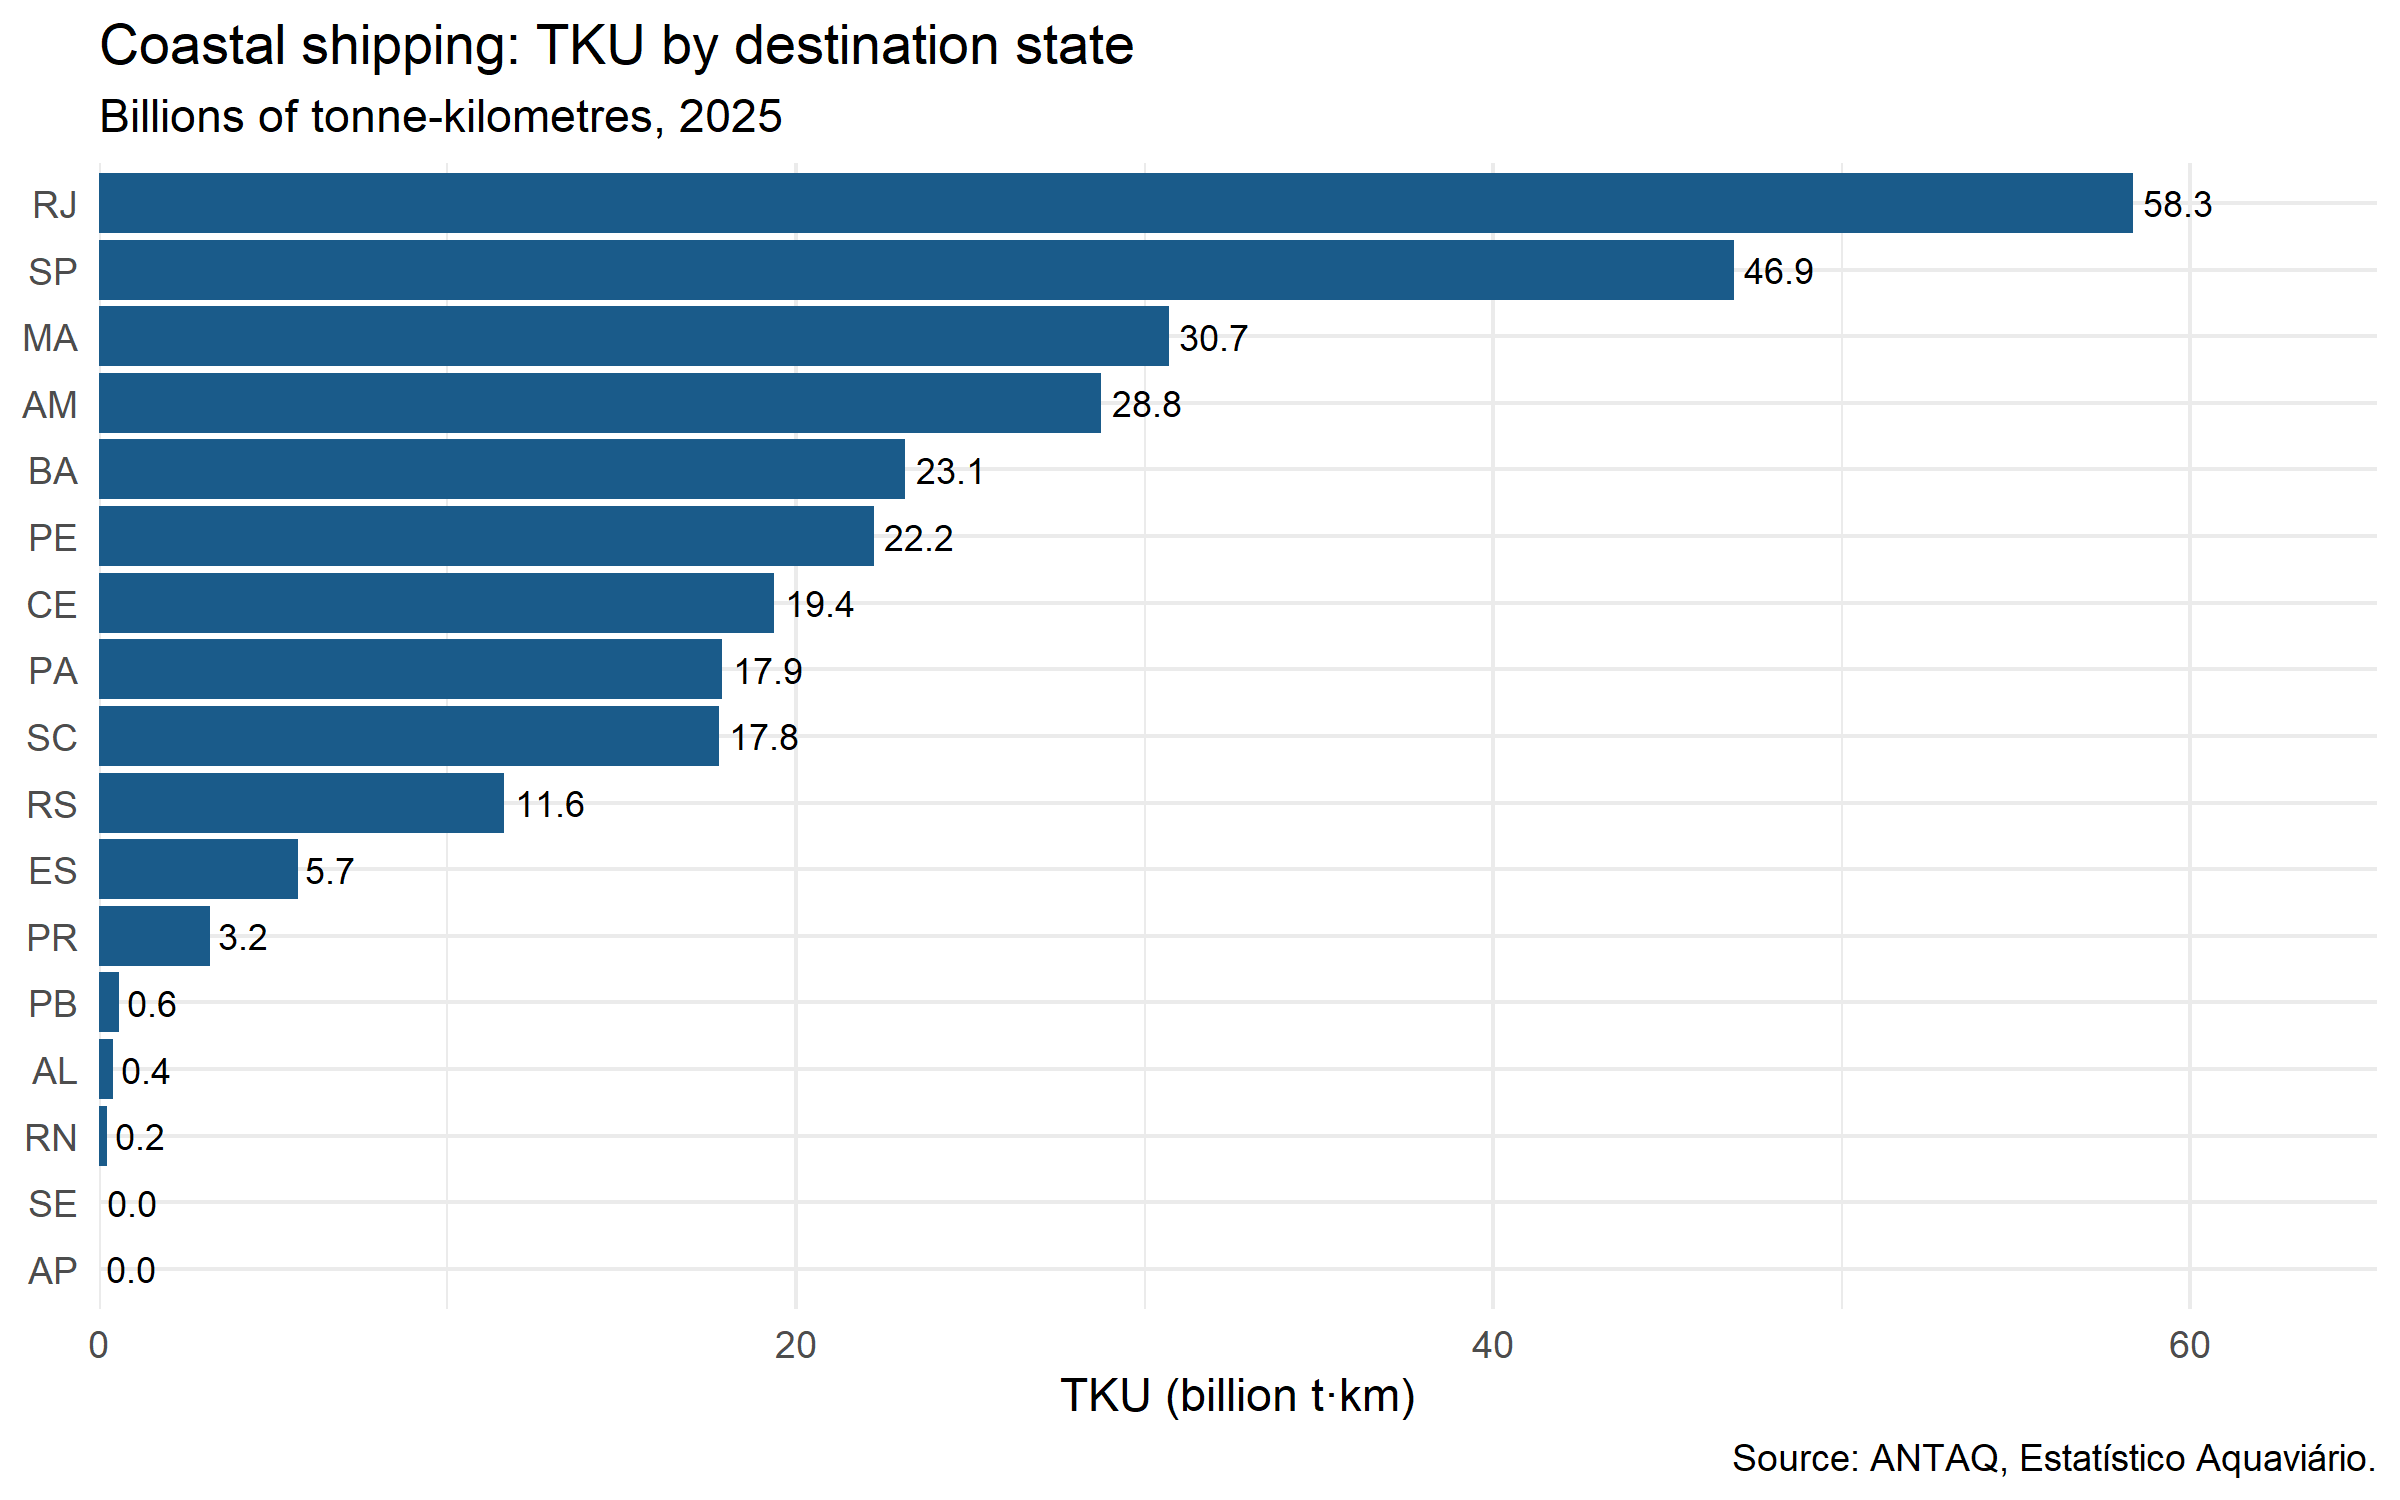 Coastal shipping: TKU by destination state
Billions of tonne-kilometres, 2025
RJ 58.3
SP 46.9
MA 30.7
AM 28.8
BA 23.1
PE 22.2
CE 19.4
PA 17.9
SC 17.8
RS 11.6
ES 5.7
PR 3.2
PB 0.6
AL 0.4
RN 0.2
SE 0.0
AP 0.0
0 20 40 60
TKU (billion t·km)
Source: ANTAQ, Estatístico Aquaviário.